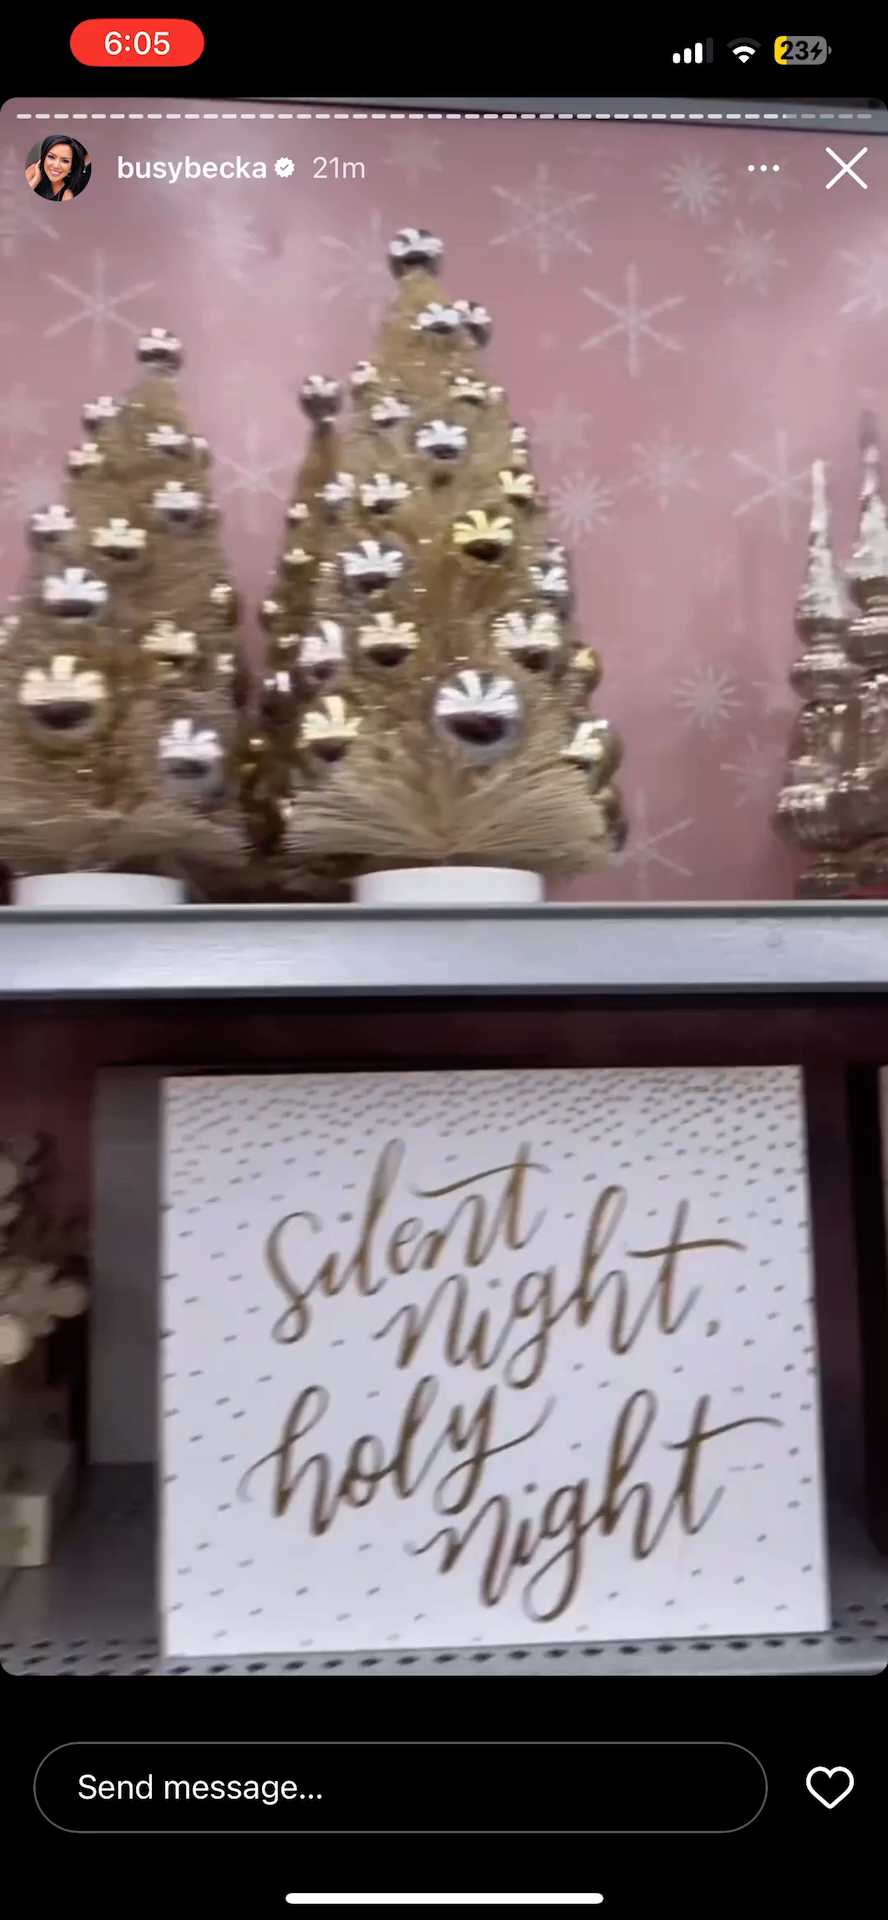 6:05
23
busybecka 21m
Send message...
silent
night,
holy
night